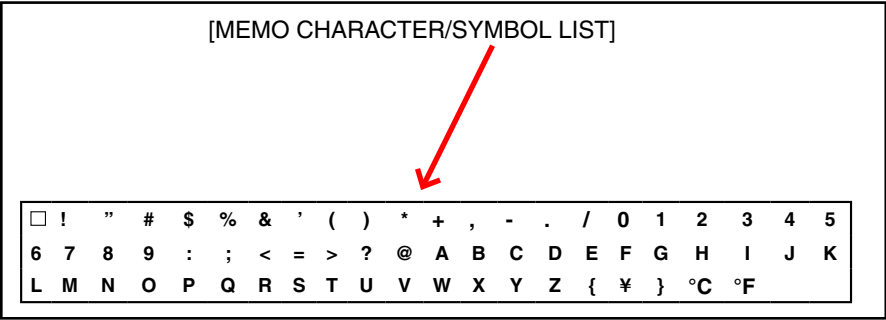 [MEMO CHARACTER/SYMBOL LIST]
□ ! ” # $ % & ’ ( ) * + , - . / 0 1 2 3 4 5
6 7 8 9 : ; < = > ? @ A B C D E F G H I J K
L M N O P Q R S T U V W X Y Z { ¥ } °C °F